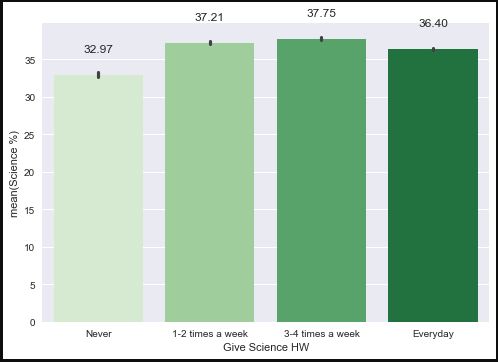 37.21
37.75
36.40
32.97
35
30
25
20
15
10
5
0
mean(Science %)
Never
1-2 times a week
3-4 times a week
Everyday
Give Science HW